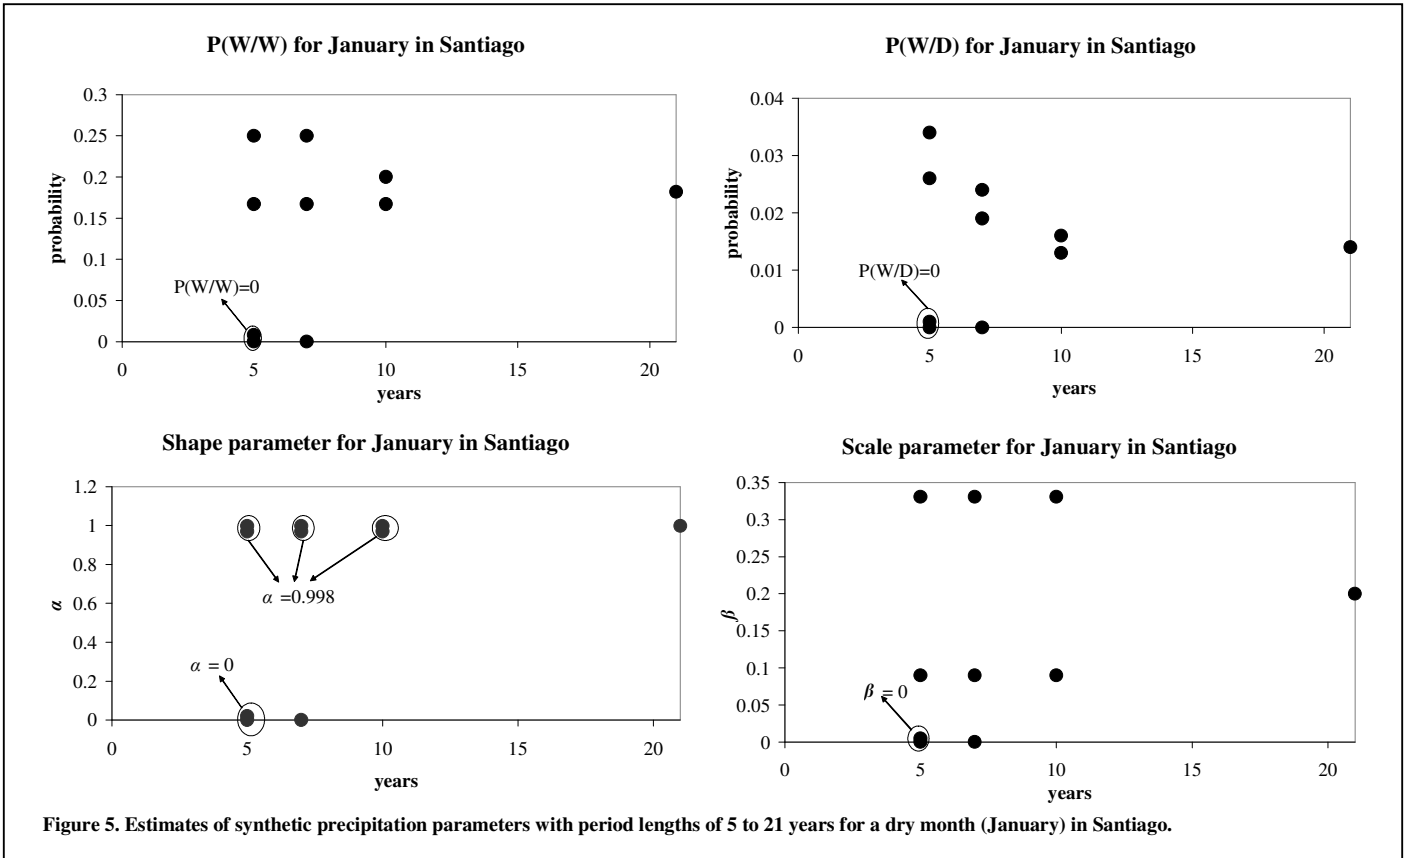 P(W/W) for January in Santiago
0.3
0.25
0.2
0.15
0.1
0.05
0
probability
P(W/W)=0
0 5 10 15 20
years
P(W/D) for January in Santiago
0.04
0.03
0.02
0.01
0
probability
P(W/D)=0
0 5 10 15 20
years
Shape parameter for January in Santiago
1.2
1
0.8
0.6
0.4
0.2
0
α
α =0.998
α = 0
0 5 10 15 20
years
Scale parameter for January in Santiago
0.35
0.3
0.25
0.2
0.15
0.1
0.05
0
β
β = 0
0 5 10 15 20
years
Figure 5. Estimates of synthetic precipitation parameters with period lengths of 5 to 21 years for a dry month (January) in Santiago.